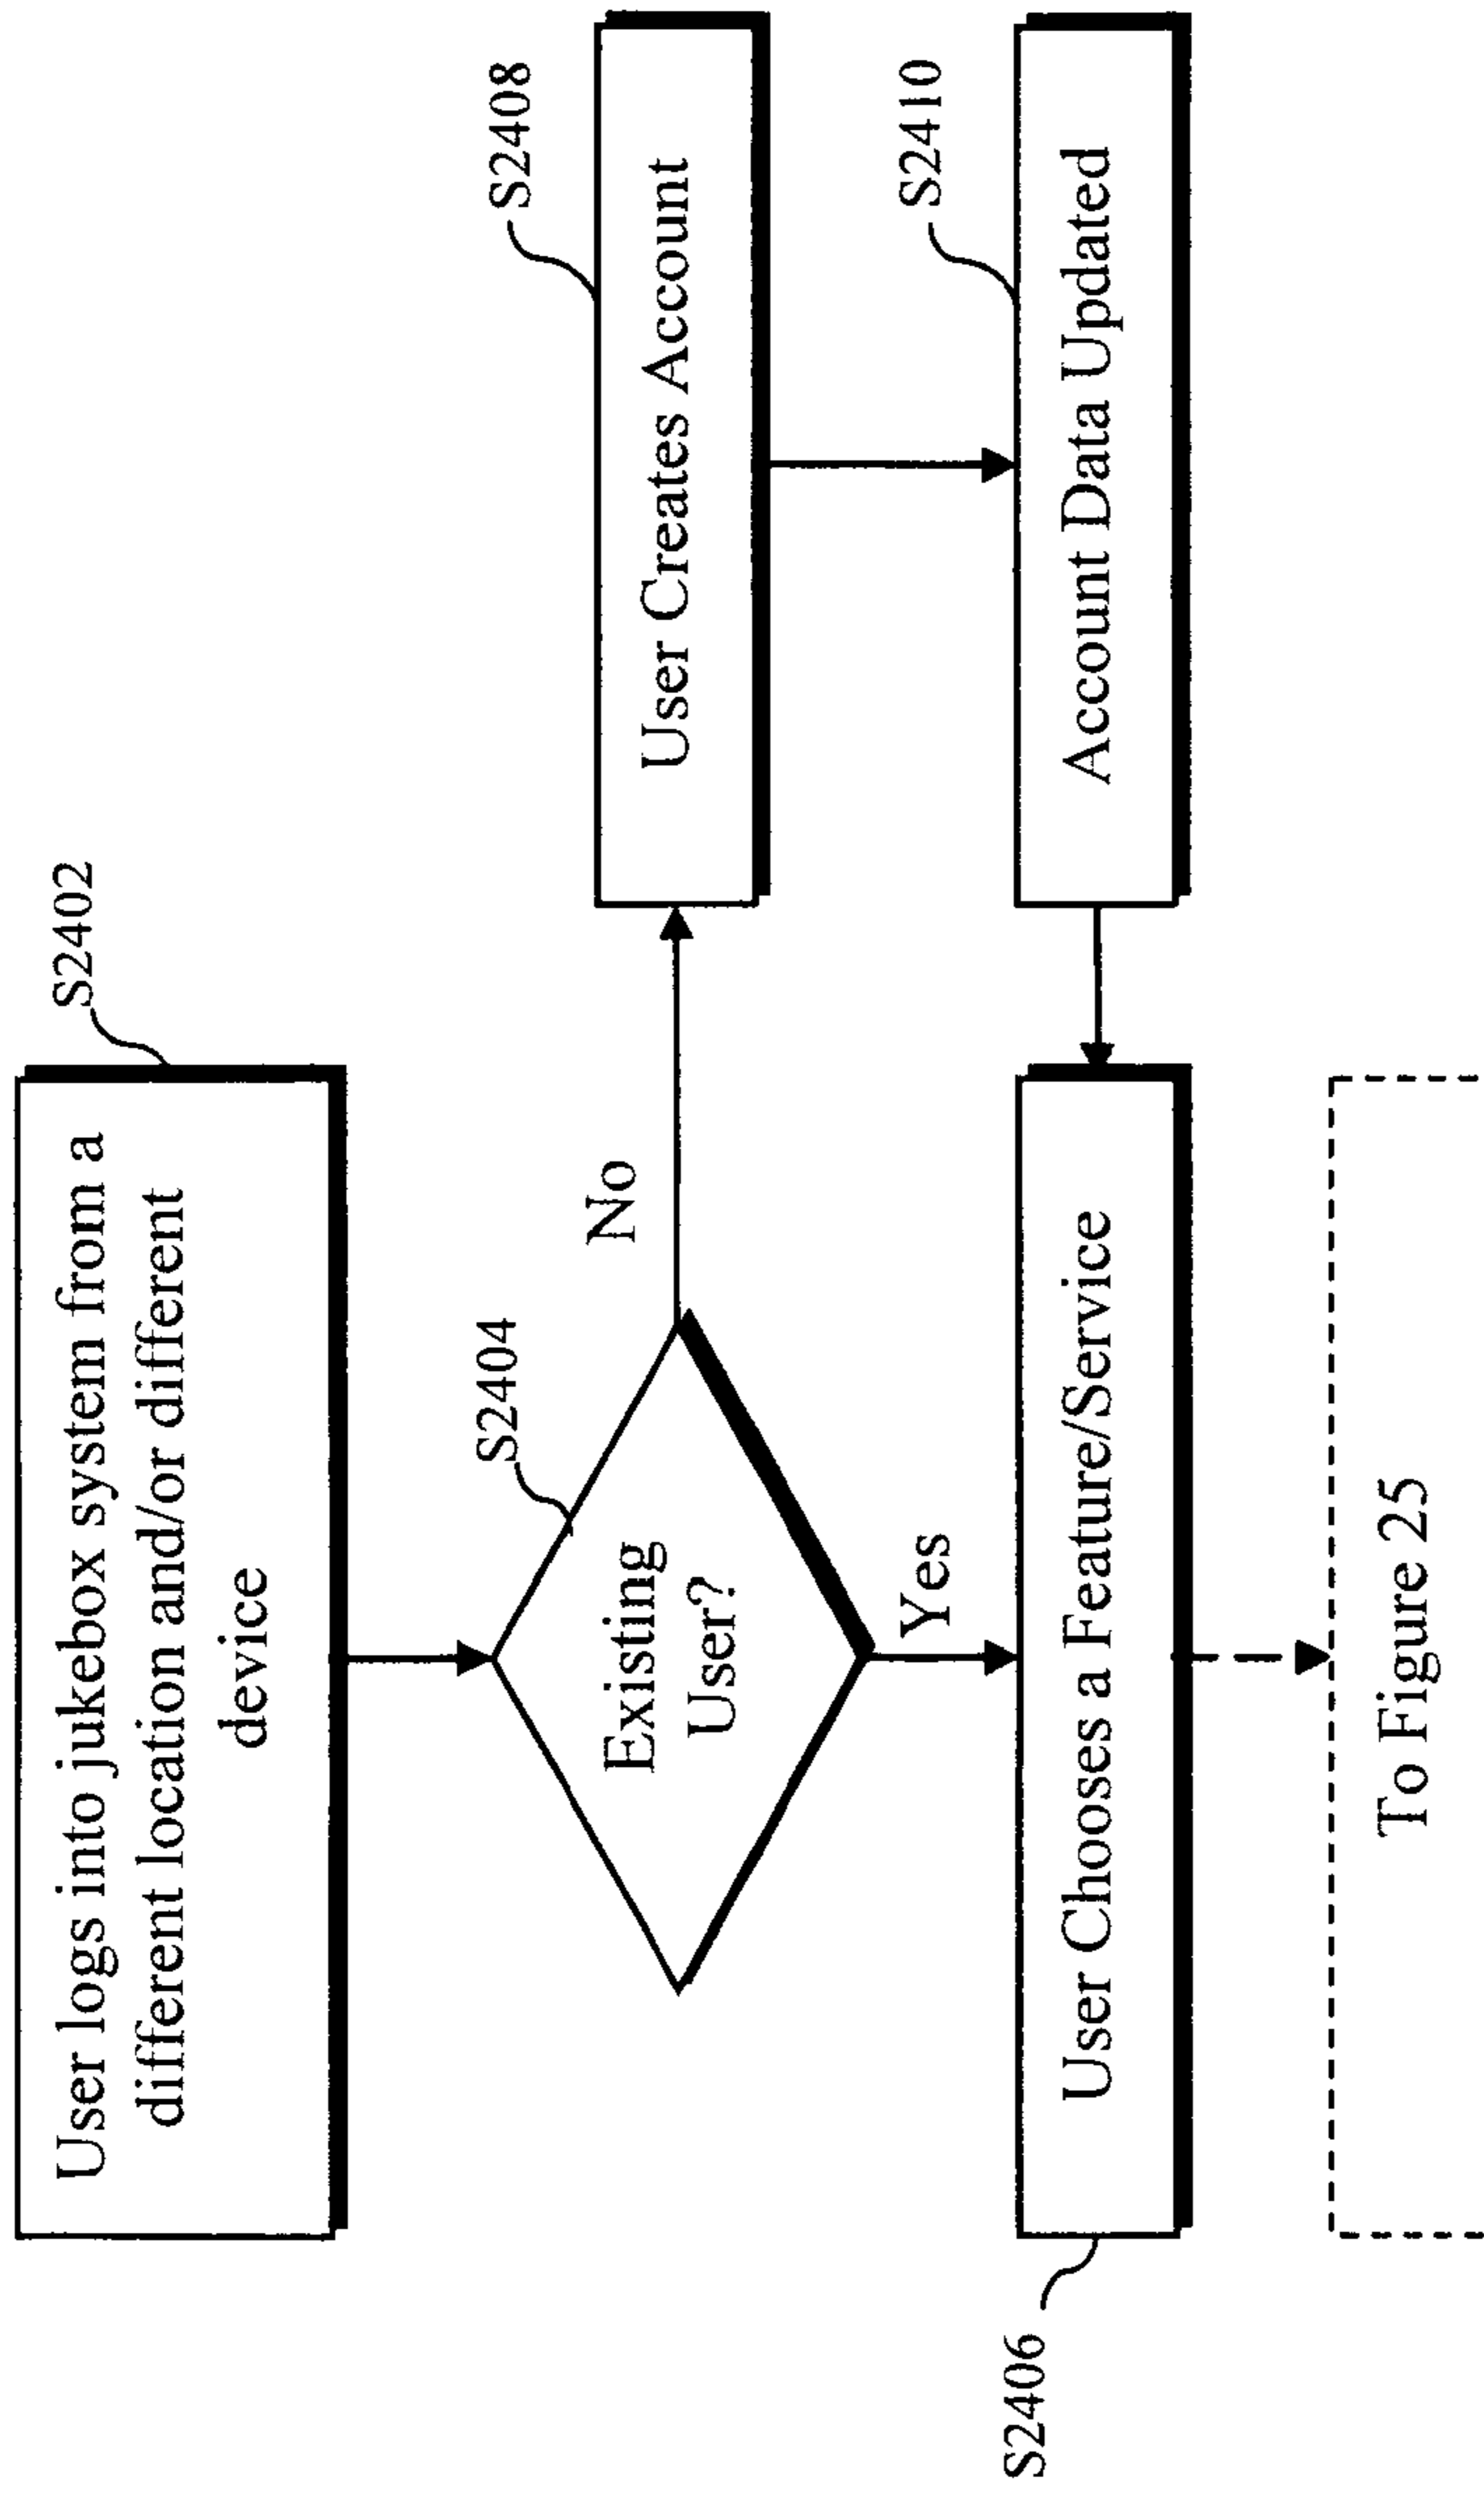 S2402
User logs into jukebox system from a
different location and/or different
device
S2404
Existing
User?
No
S2408
User Creates Account
Yes
S2410
Account Data Updated
S2406
User Chooses a Feature/Service
To Figure 25